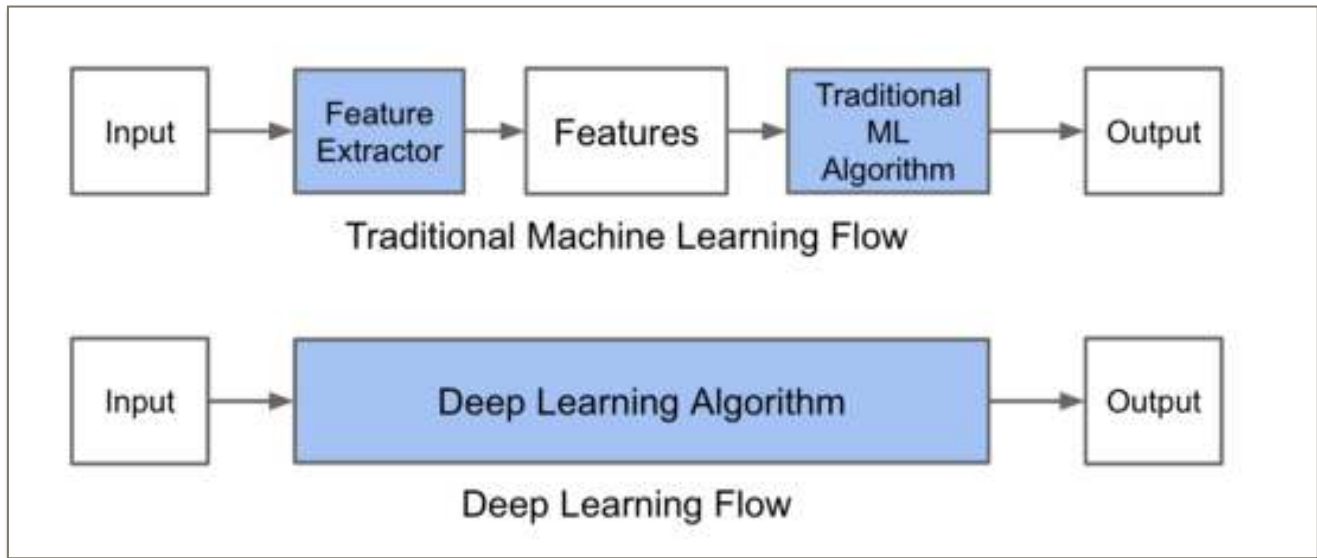 Input
Feature
Extractor
Features
Traditional
ML
Algorithm
Output
Traditional Machine Learning Flow
Input
Deep Learning Algorithm
Output
Deep Learning Flow